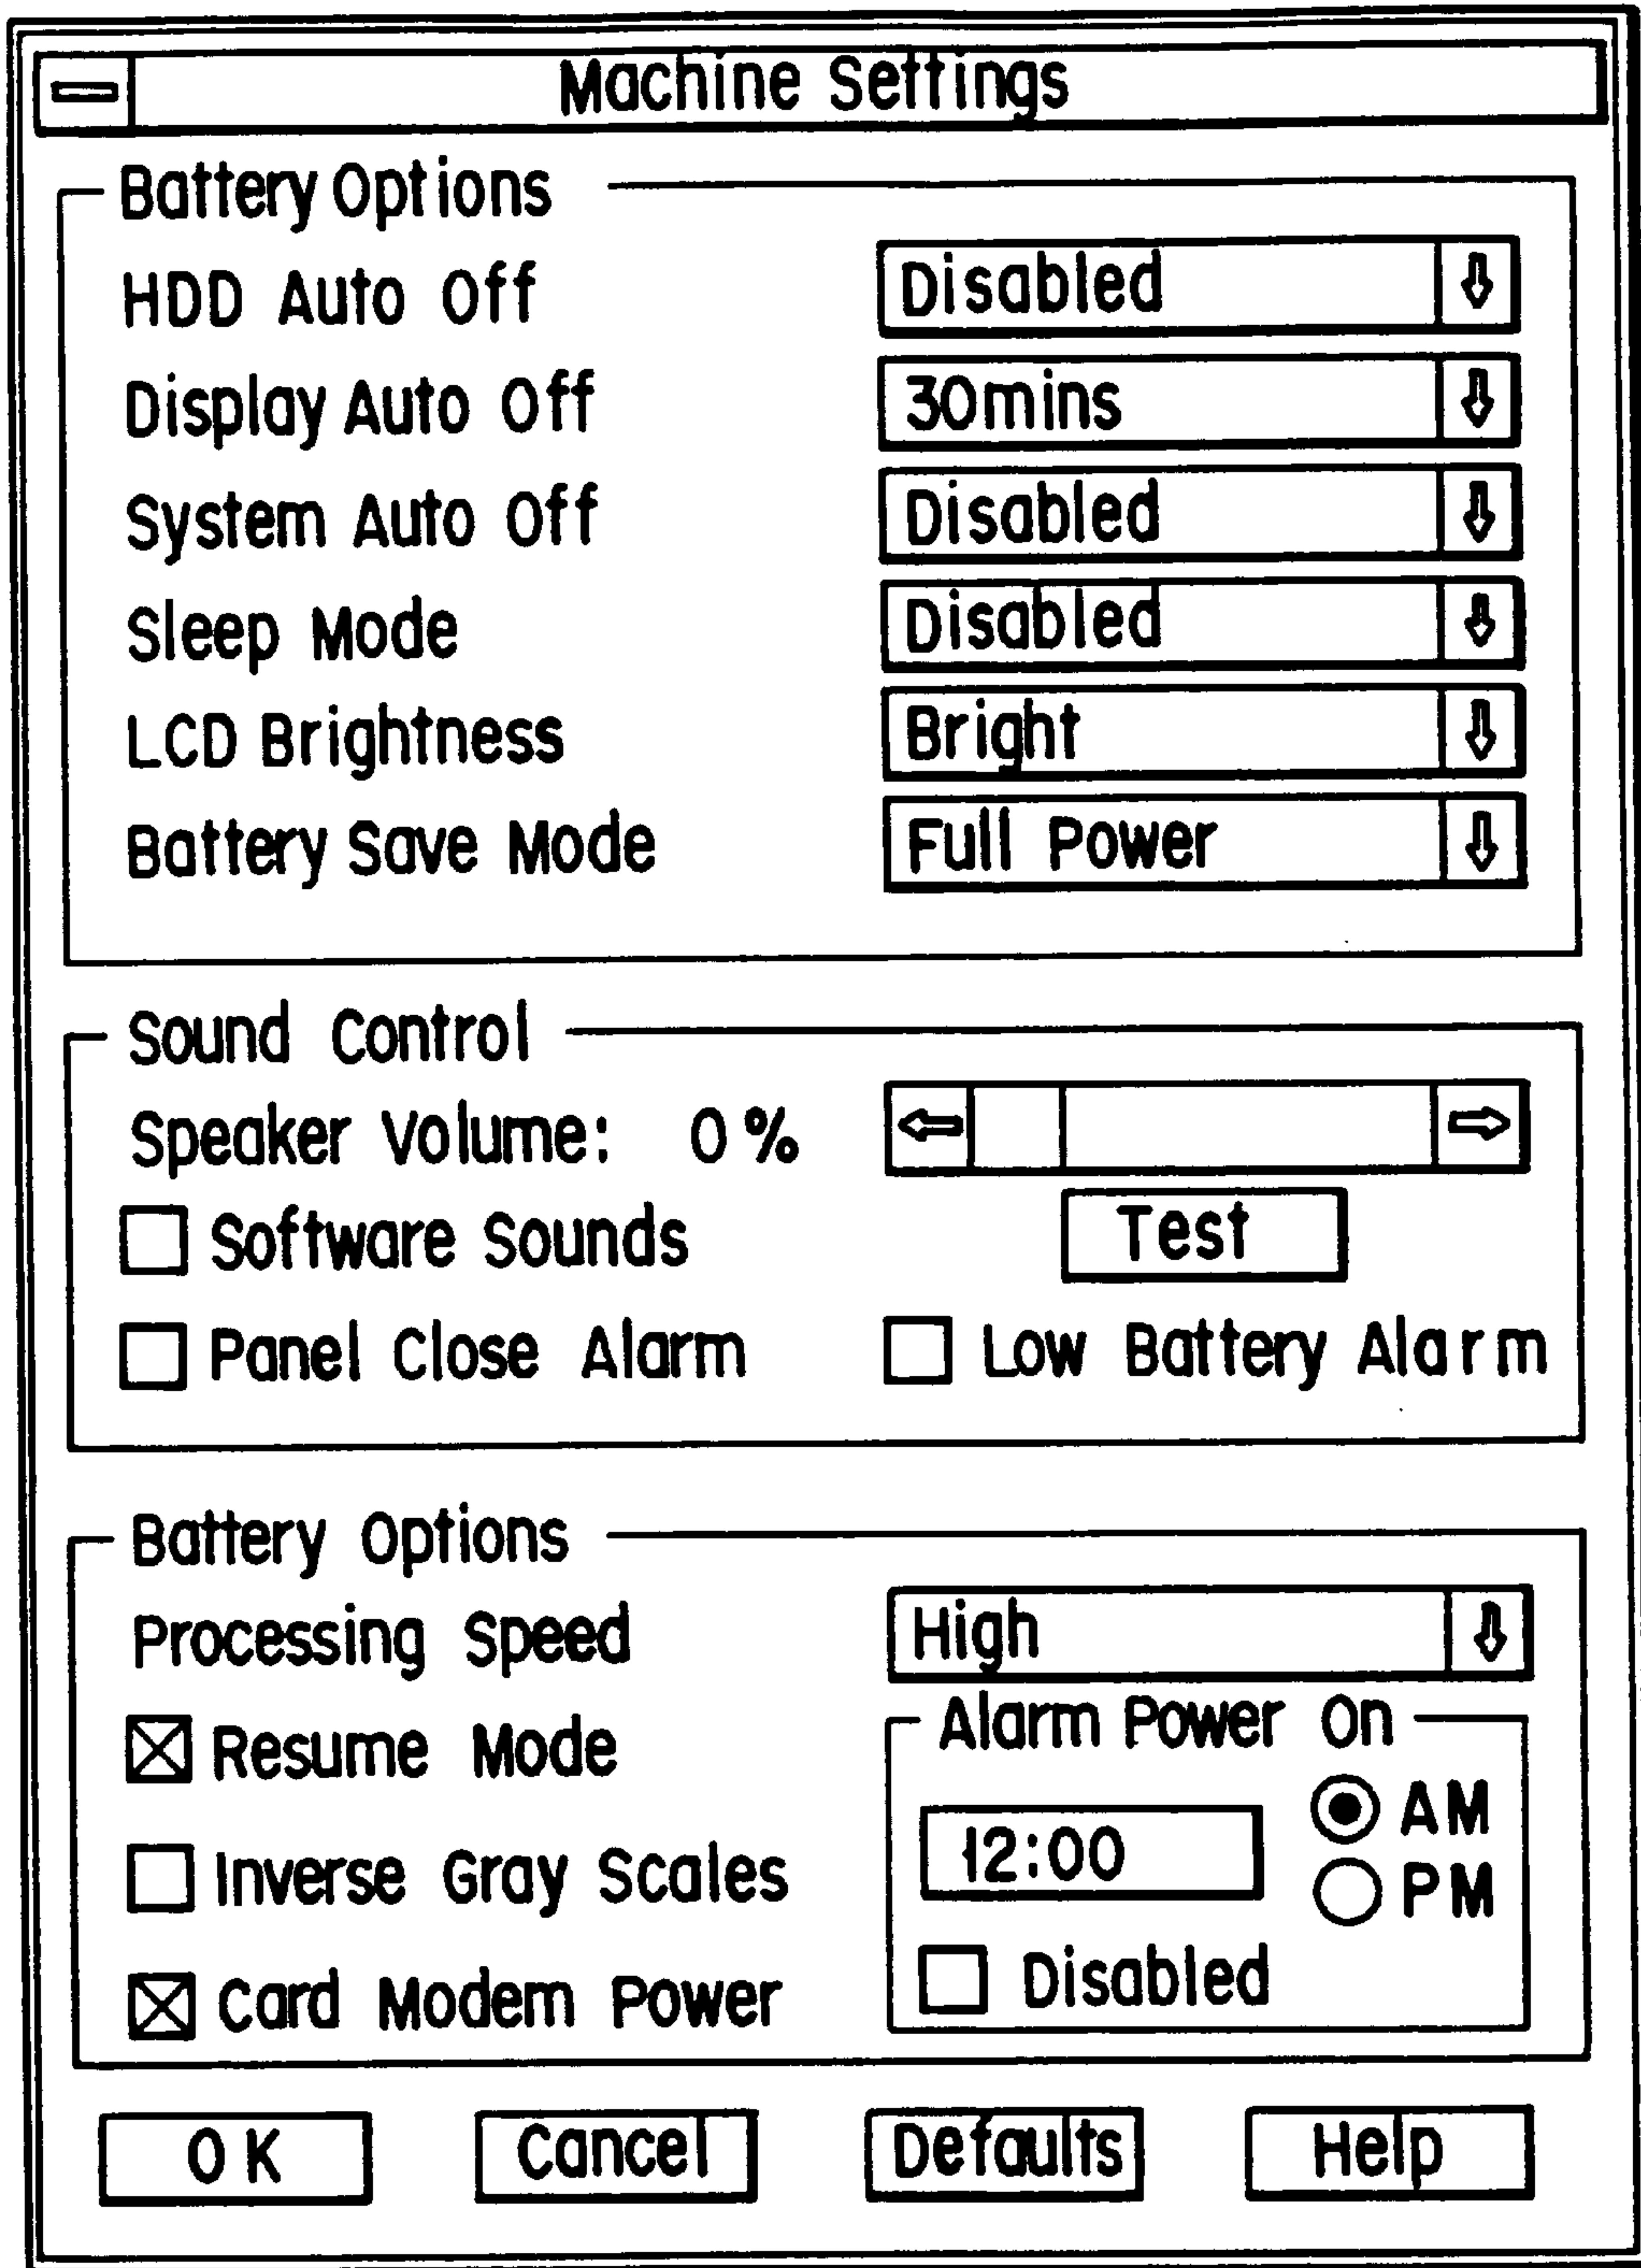 Machine Settings
Battery Options
HDD Auto Off Disabled
Display Auto Off 30mins
System Auto Off Disabled
Sleep Mode Disabled
LCD Brightness Bright
Battery Save Mode Full Power
Sound Control
Speaker Volume: 0%
Software Sounds Test
Panel Close Alarm Low Battery Alarm
Battery Options
Processing Speed High
Alarm Power On
Resume Mode
AM
12:00
Inverse Gray Scales
PM
Card Modem Power Disabled
OK Cancel Defaults Help